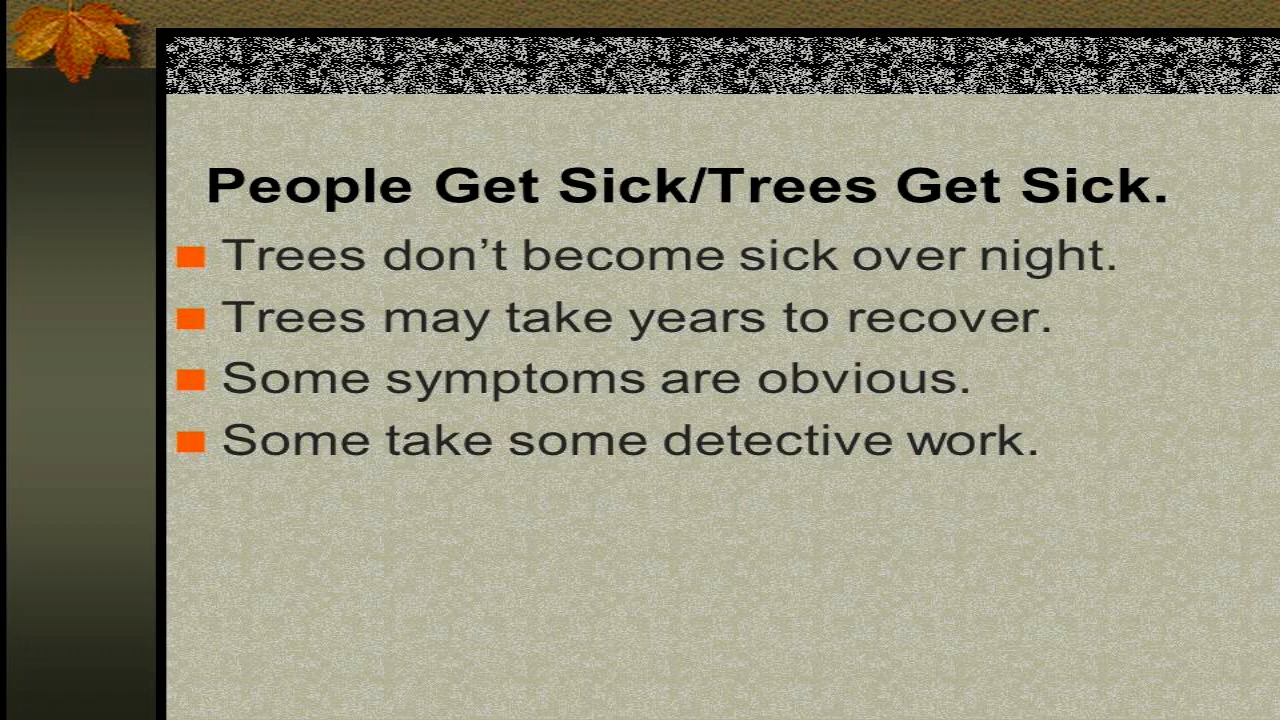 People Get Sick/Trees Get Sick.
Trees don’t become sick over night.
Trees may take years to recover.
Some symptoms are obvious.
Some take some detective work.